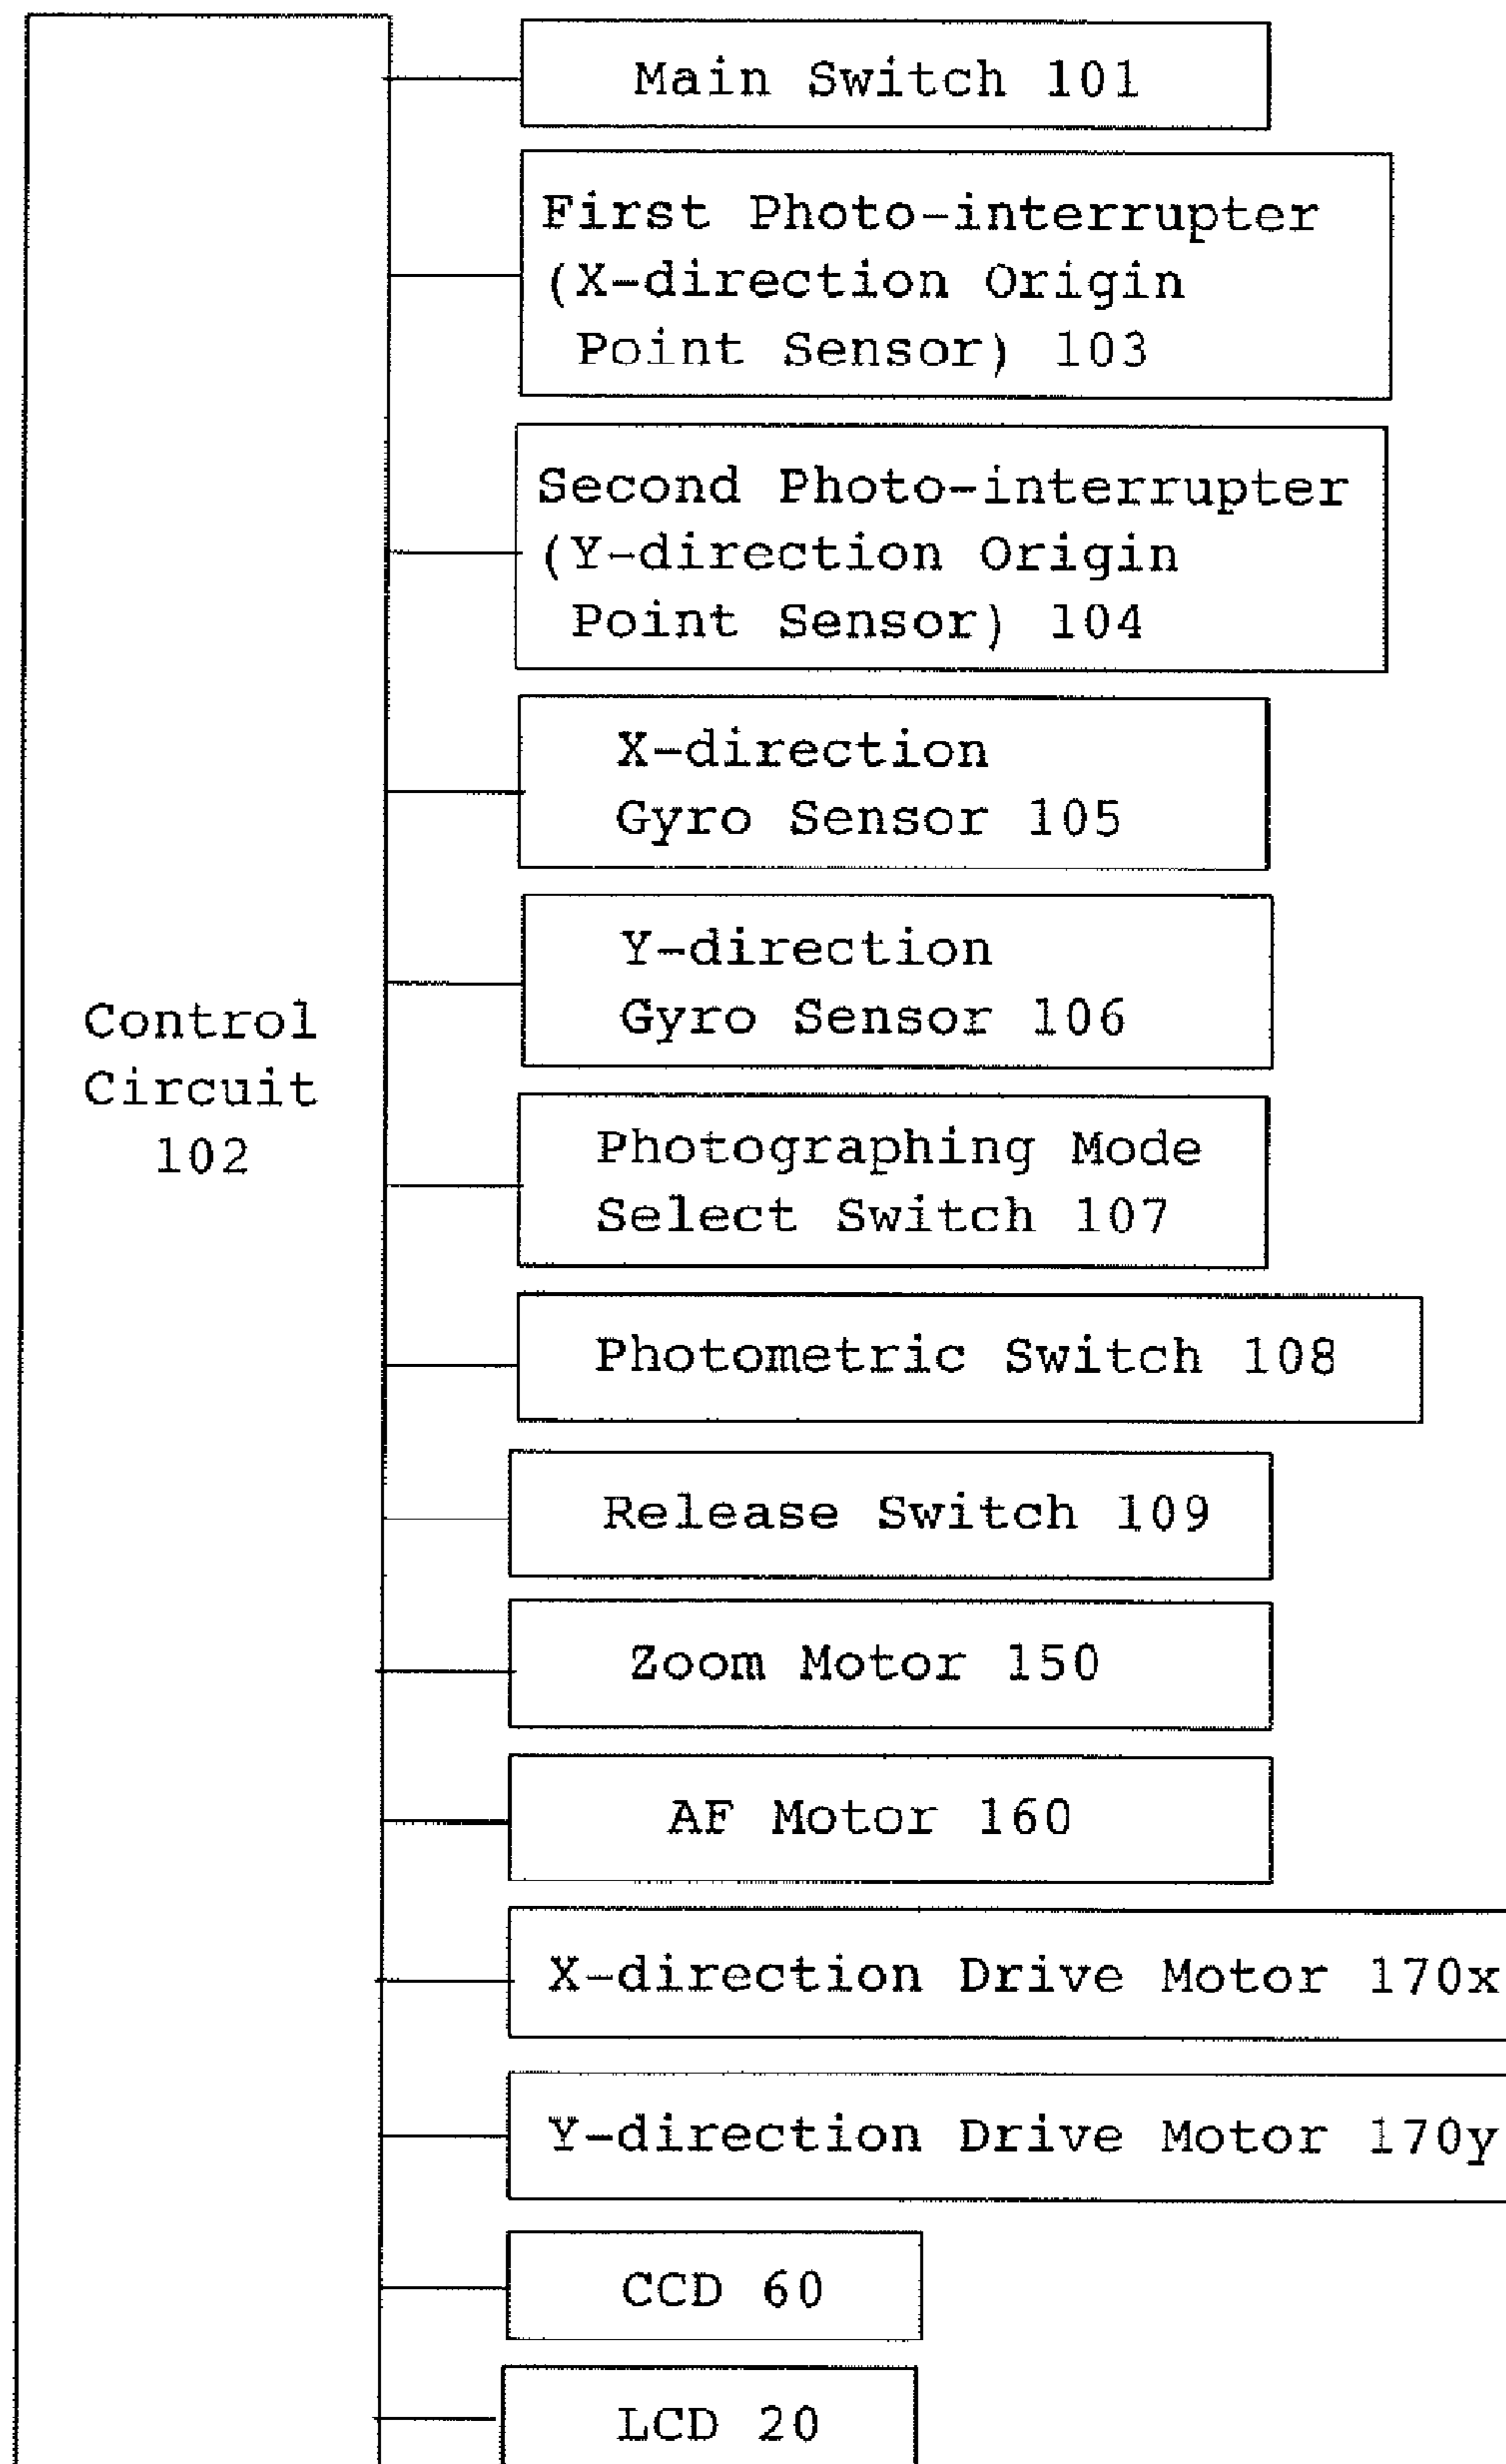 Main Switch 101
First Photo-interrupter
(X-direction Origin
Point Sensor) 103
Second Photo-interrupter
(Y-direction Origin
Point Sensor) 104
X-direction
Gyro Sensor 105
Y-direction
Gyro Sensor 106
Control
Circuit
102
Photographing Mode
Select Switch 107
Photometric Switch 108
Release Switch 109
Zoom Motor 150
AF Motor 160
X-direction Drive Motor 170x
Y-direction Drive Motor 170y
CCD 60
LCD 20